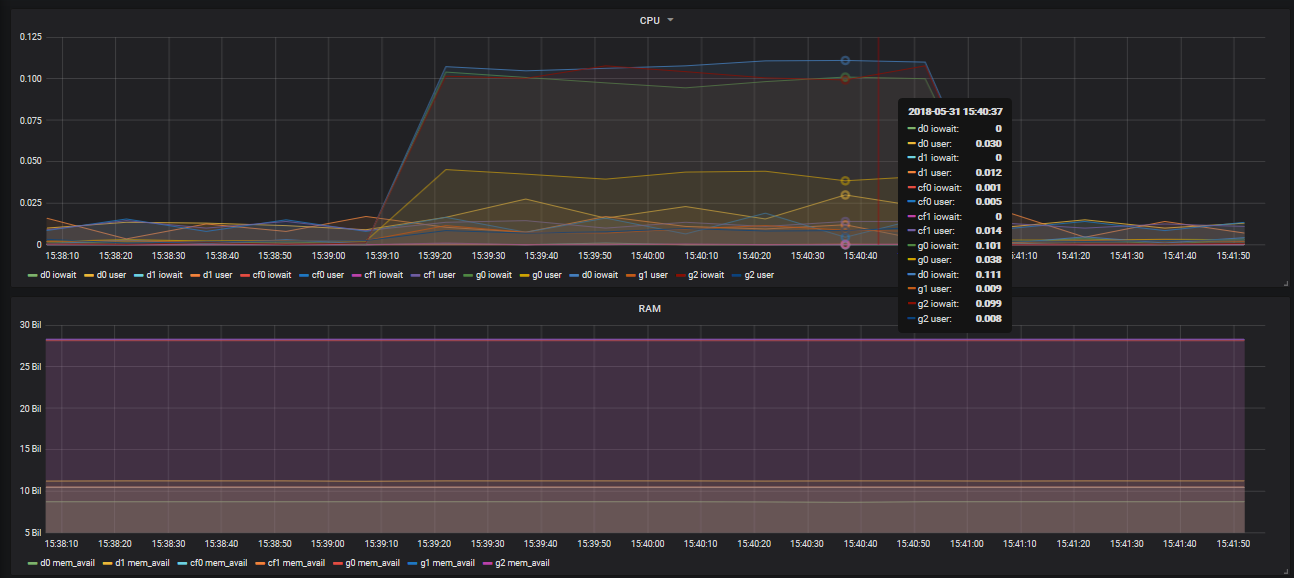 CPU
0.125
0.100
0.075
0.050
0.025
0
15:38:10 15:38:20 15:38:30 15:38:40 15:38:50 15:39:00 15:39:10 15:39:20 15:39:30 15:39:40 15:39:50 15:40:00 15:40:10 15:40:20 15:40:30 15:40:40 :41:10 15:41:20 15:41:30 15:41:40 15:41:50
d0 iowait d0 user d1 iowait d1 user cf0 iowait cf0 user cf1 iowait cf1 user g0 iowait g0 user d0 iowait g1 user g2 iowait g2 user
2018-05-31 15:40:37
d0 iowait: 0
d0 user: 0.030
d1 iowait: 0
d1 user: 0.012
cf0 iowait: 0.001
cf0 user: 0.005
cf1 iowait: 0
cf1 user: 0.014
g0 iowait: 0.101
g0 user: 0.038
d0 iowait: 0.111
g1 user: 0.009
g2 iowait: 0.099
g2 user: 0.008
RAM
30 Bil
25 Bil
20 Bil
15 Bil
10 Bil
5 Bil
15:38:10 15:38:20 15:38:30 15:38:40 15:38:50 15:39:00 15:39:10 15:39:20 15:39:30 15:39:40 15:39:50 15:40:00 15:40:10 15:40:20 15:40:30 15:40:40 15:40:50 15:41:00 15:41:10 15:41:20 15:41:30 15:41:40 15:41:50
d0 mem_avail d1 mem_avail cf0 mem_avail cf1 mem_avail g0 mem_avail g1 mem_avail g2 mem_avail